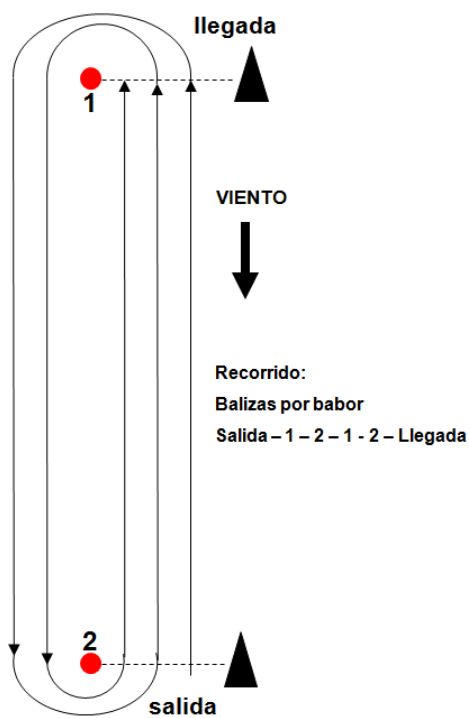 llegada
1
VIENTO
Recorrido:
Balizas por babor
Salida – 1 – 2 – 1 - 2 – Llegada
2
salida